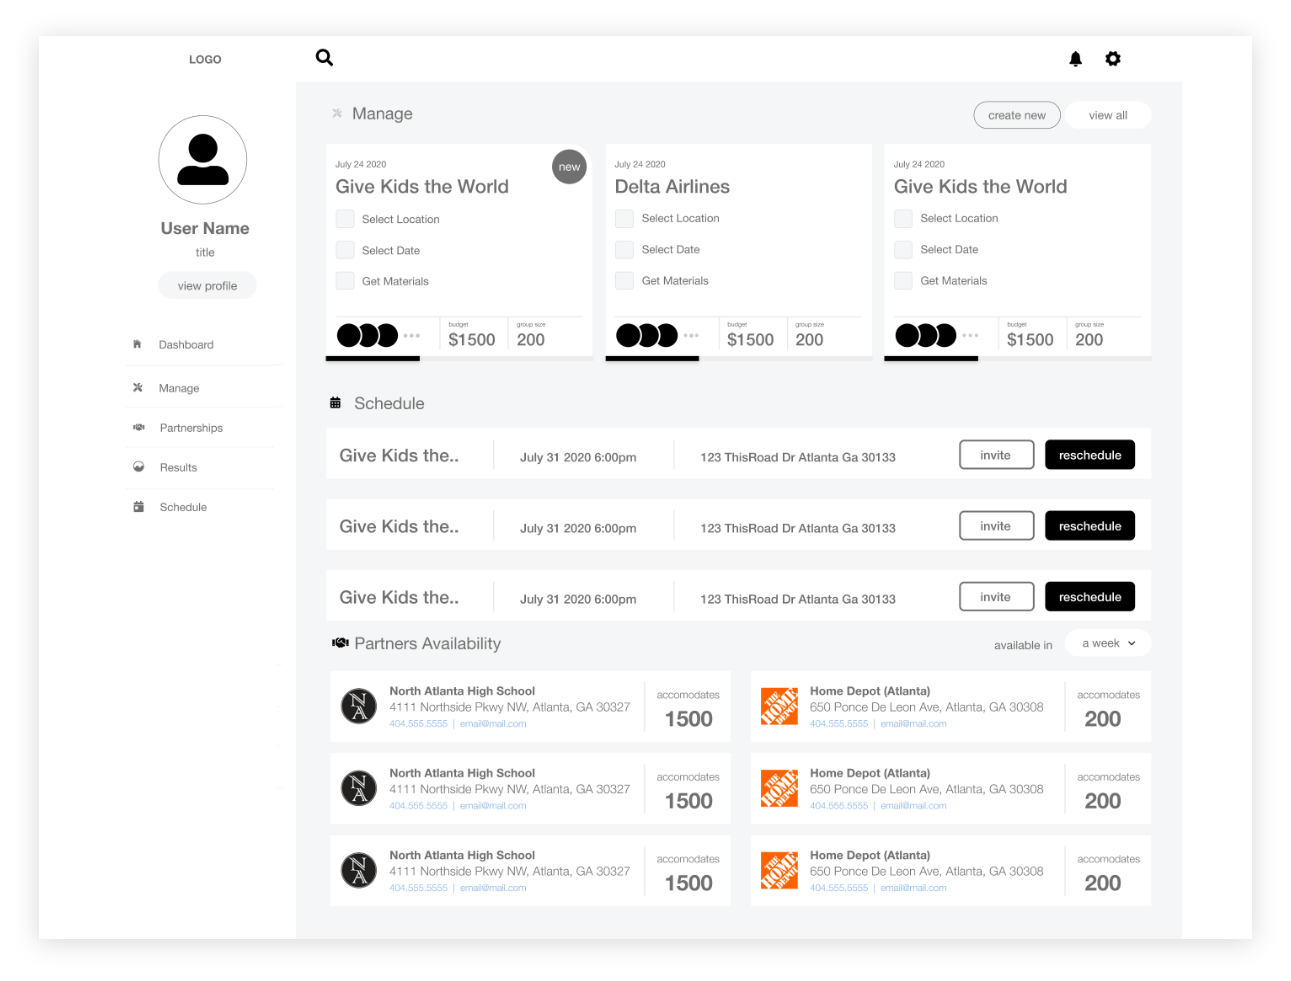 LOGO
User Name
title
view profile
Dashboard
Manage
Partnerships
Results
Schedule
Manage
create new
view all
July 24 2020
new
Give Kids the World
Select Location
Select Date
Get Materials
budget
$1500
group size
200
July 24 2020
Delta Airlines
Select Location
Select Date
Get Materials
budget
$1500
group size
200
July 24 2020
Give Kids the World
Select Location
Select Date
Get Materials
budget
$1500
group size
200
Schedule
Give Kids the.. July 31 2020 6:00pm 123 ThisRoad Dr Atlanta Ga 30133 invite reschedule
Give Kids the.. July 31 2020 6:00pm 123 ThisRoad Dr Atlanta Ga 30133 invite reschedule
Give Kids the.. July 31 2020 6:00pm 123 ThisRoad Dr Atlanta Ga 30133 invite reschedule
Partners Availability
available in a week
NA
North Atlanta High School
4111 Northside Pkwy NW, Atlanta, GA 30327
404.555.5555 | email@mail.com
accomodates
1500
THE HOME DEPOT
Home Depot (Atlanta)
650 Ponce De Leon Ave, Atlanta, GA 30308
404.555.5555 | email@mail.com
accomodates
200
NA
North Atlanta High School
4111 Northside Pkwy NW, Atlanta, GA 30327
404.555.5555 | email@mail.com
accomodates
1500
THE HOME DEPOT
Home Depot (Atlanta)
650 Ponce De Leon Ave, Atlanta, GA 30308
404.555.5555 | email@mail.com
accomodates
200
NA
North Atlanta High School
4111 Northside Pkwy NW, Atlanta, GA 30327
404.555.5555 | email@mail.com
accomodates
1500
THE HOME DEPOT
Home Depot (Atlanta)
650 Ponce De Leon Ave, Atlanta, GA 30308
404.555.5555 | email@mail.com
accomodates
200